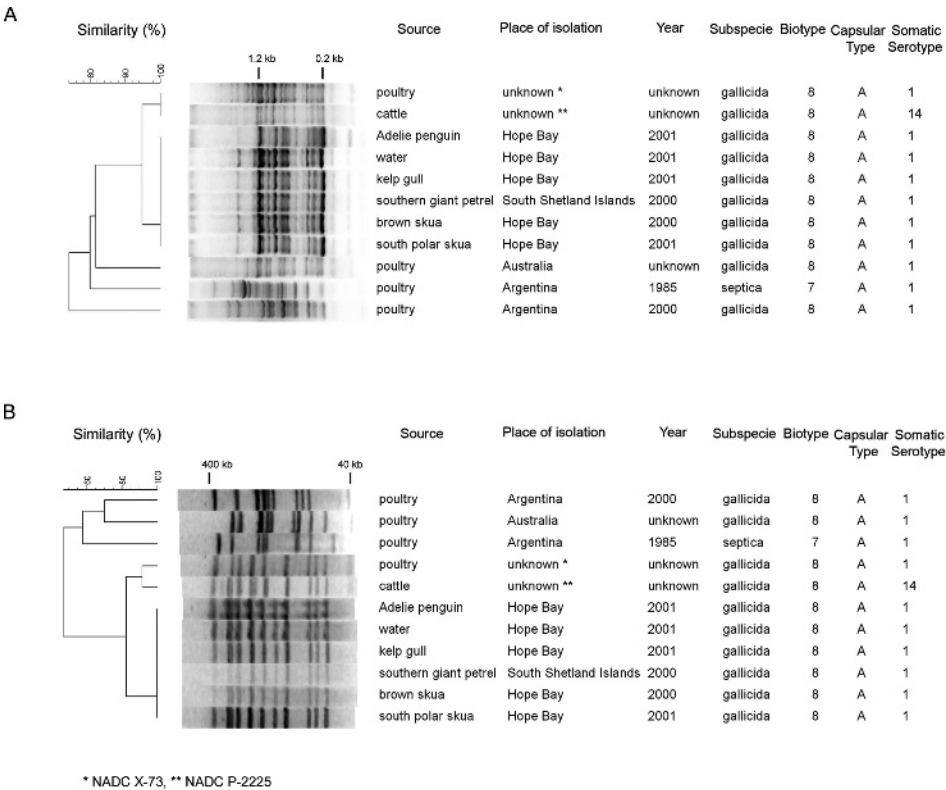 A
Similarity (%) Source Place of isolation Year Subspecie Biotype Capsular Type Somatic Serotype
80 90 100 1.2 kb 0.2 kb
poultry unknown * unknown gallicida 8 A 1
cattle unknown ** unknown gallicida 8 A 14
Adelie penguin Hope Bay 2001 gallicida 8 A 1
water Hope Bay 2001 gallicida 8 A 1
kelp gull Hope Bay 2001 gallicida 8 A 1
southern giant petrel South Shetland Islands 2000 gallicida 8 A 1
brown skua Hope Bay 2000 gallicida 8 A 1
south polar skua Hope Bay 2001 gallicida 8 A 1
poultry Australia unknown gallicida 8 A 1
poultry Argentina 1985 septica 7 A 1
poultry Argentina 2000 gallicida 8 A 1
B
Similarity (%) Source Place of isolation Year Subspecie Biotype Capsular Type Somatic Serotype
100 400 kb 40 kb
poultry Argentina 2000 gallicida 8 A 1
poultry Australia unknown gallicida 8 A 1
poultry Argentina 1985 septica 7 A 1
poultry unknown * unknown gallicida 8 A 1
cattle unknown ** unknown gallicida 8 A 14
Adelie penguin Hope Bay 2001 gallicida 8 A 1
water Hope Bay 2001 gallicida 8 A 1
kelp gull Hope Bay 2001 gallicida 8 A 1
southern giant petrel South Shetland Islands 2000 gallicida 8 A 1
brown skua Hope Bay 2000 gallicida 8 A 1
south polar skua Hope Bay 2001 gallicida 8 A 1
* NADC X-73, ** NADC P-2225